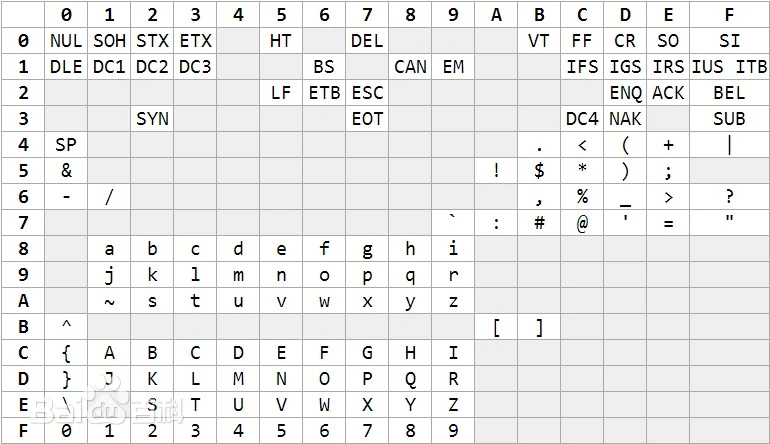 0 1 2 3 4 5 6 7 8 9 A B C D E F
0 NUL SOH STX ETX HT DEL VT FF CR SO SI
1 DLE DC1 DC2 DC3 BS CAN EM IFS IGS IRS IUS ITB
2 LF ETB ESC ENQ ACK BEL
3 SYN EOT DC4 NAK SUB
4 SP . < ( + |
5 & ! $ * ) ;
6 - / , % _ > ?
7 ` : # @ ' = "
8 a b c d e f g h i
9 j k l m n o p q r
A ~ s t u v w x y z
B ^ [ ]
C { A B C D E F G H I
D } J K L M N O P Q R
E \ S T U V W X Y Z
F 0 1 2 3 4 5 6 7 8 9
Baidu百科